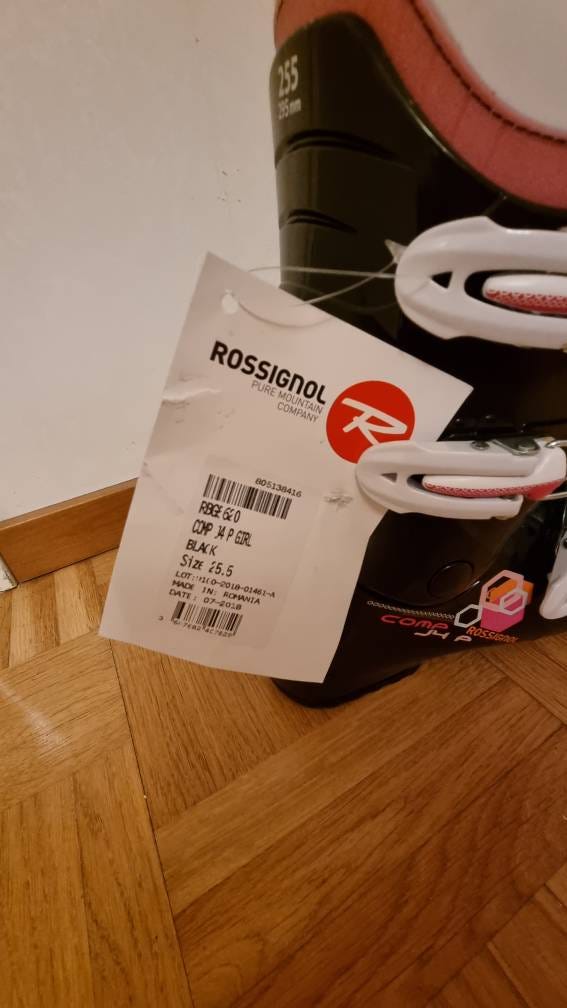 255
295mm
ROSSIGNOL
PURE MOUNTAIN
COMPANY
R
805138416
COMP J4 P GIRL
BLACK
Size 25.5
MADE IN: ROMANIA
DATE: 07-2018
COMP
J4 P
ROSSIGNOL